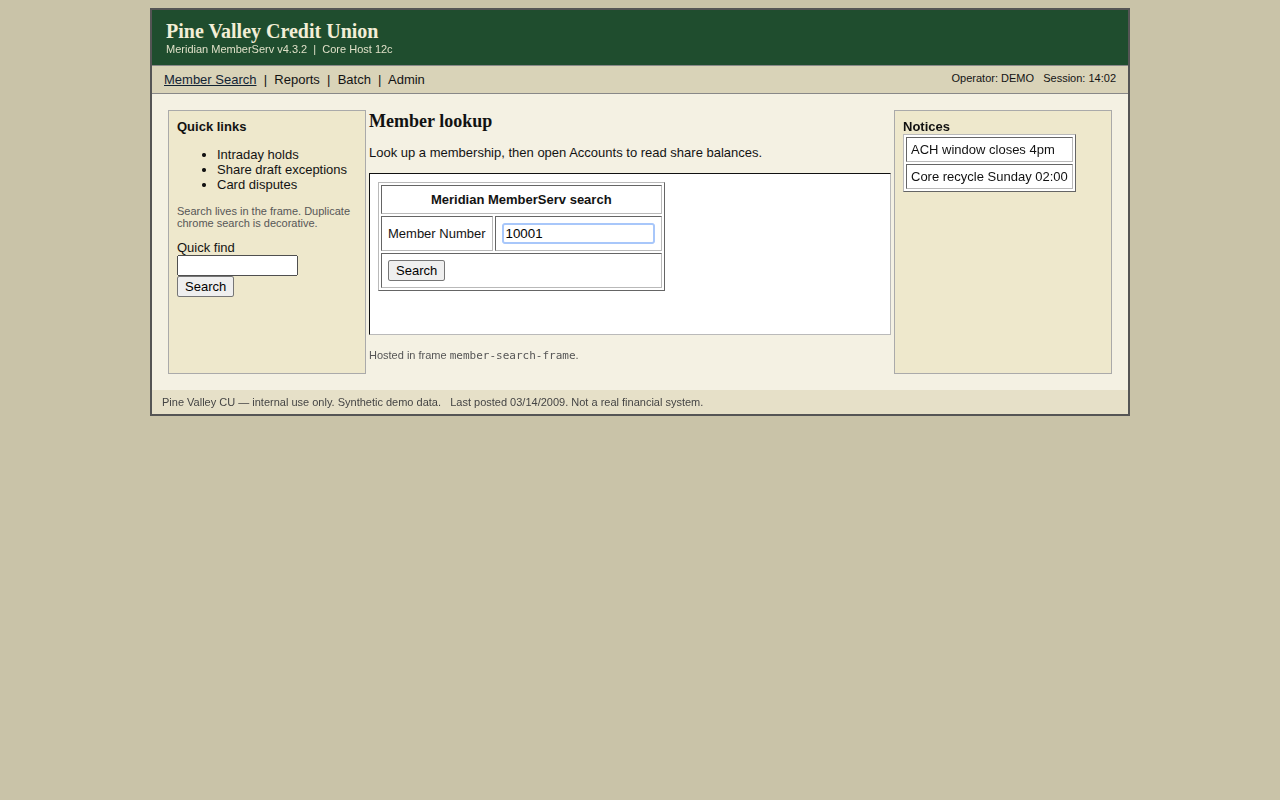 Pine Valley Credit Union
Meridian MemberServ v4.3.2 | Core Host 12c
Member Search | Reports | Batch | Admin
Operator: DEMO Session: 14:02
Quick links
Intraday holds
Share draft exceptions
Card disputes
Search lives in the frame. Duplicate
chrome search is decorative.
Quick find
Search
Member lookup
Look up a membership, then open Accounts to read share balances.
Meridian MemberServ search
Member Number 10001
Search
Hosted in frame member-search-frame.
Notices
ACH window closes 4pm
Core recycle Sunday 02:00
Pine Valley CU — internal use only. Synthetic demo data. Last posted 03/14/2009. Not a real financial system.